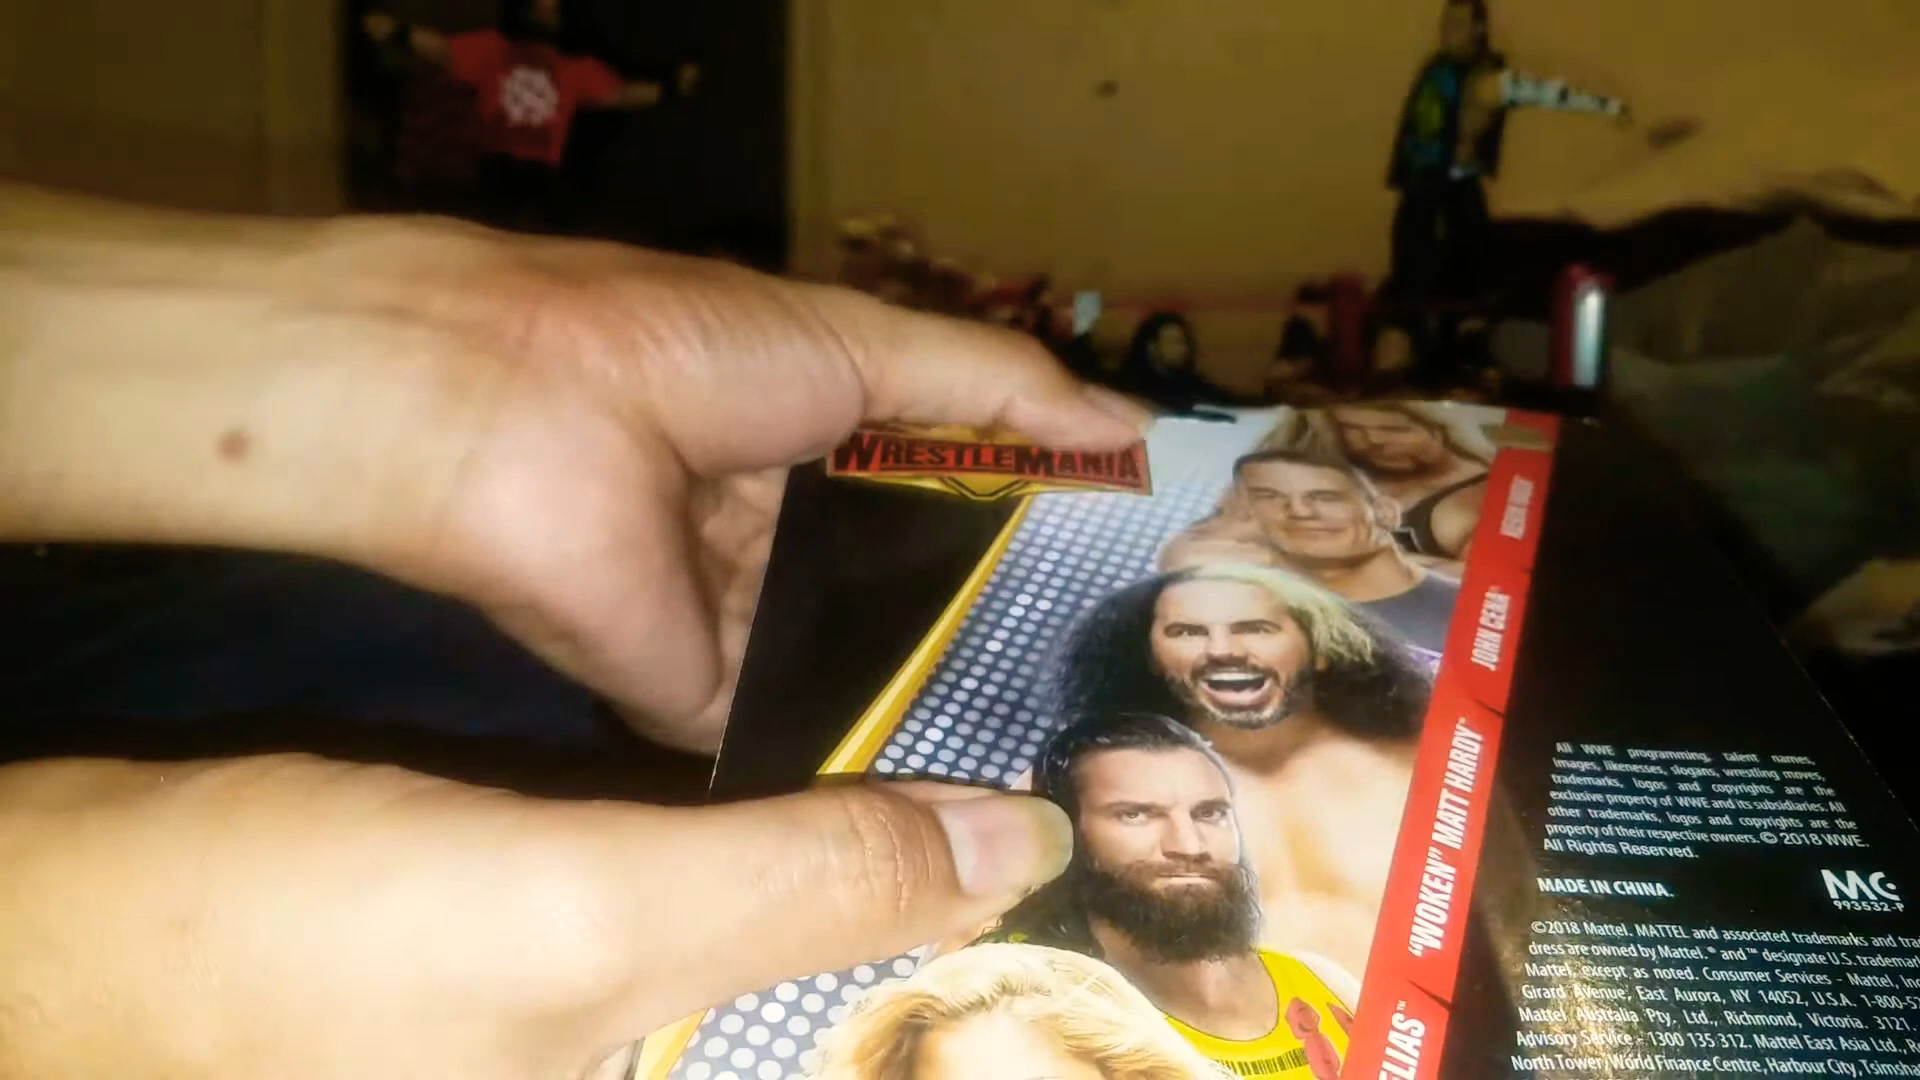 WRESTLEMANIA
JOHN CENA
"WOKEN" MATT HARDY™
ELIAS™
All WWE programming, talent names,
images, likenesses, slogans, wrestling moves,
trademarks, logos and copyrights are the
exclusive property of WWE and its subsidiaries. All
other trademarks, logos and copyrights are the
property of their respective owners. © 2018 WWE.
All Rights Reserved.
MADE IN CHINA.
©2018 Mattel. MATTEL and associated trademarks and
dress are owned by Mattel. ® and ™ designate U.S.
Mattel, except as noted. Consumer Services - Mattel,
Girard Avenue, East Aurora, NY 14052, U.S.A. 1-800-
Mattel Australia Pty. Ltd., Richmond, Victoria. 3121.
Advisory Service - 1300 135 312. Mattel East Asia Ltd.,
North Tower, World Finance Centre, Harbour City,